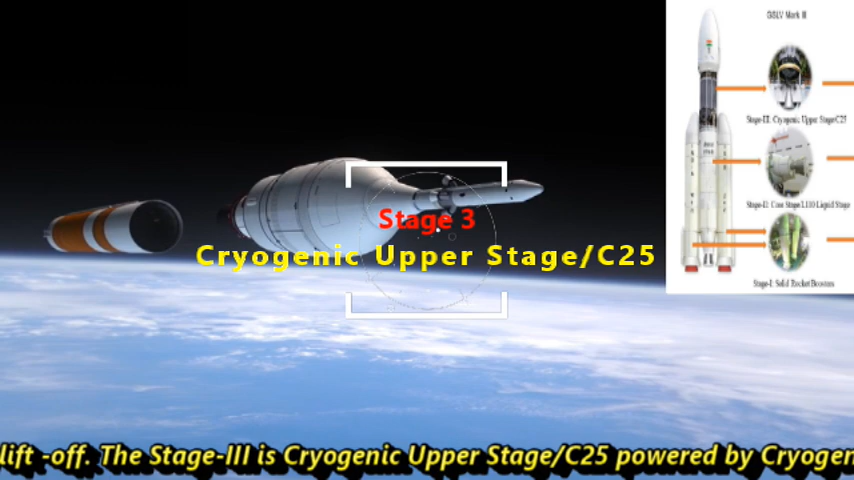 GSLV Mark III
Stage-III: Cryogenic Upper Stage/C25
Stage-II: Core Stage/L110 Liquid Stage
Stage-I: Solid Rocket Boosters
Stage 3
Cryogenic Upper Stage/C25
lift -off. The Stage-III is Cryogenic Upper Stage/C25 powered by Cryogen